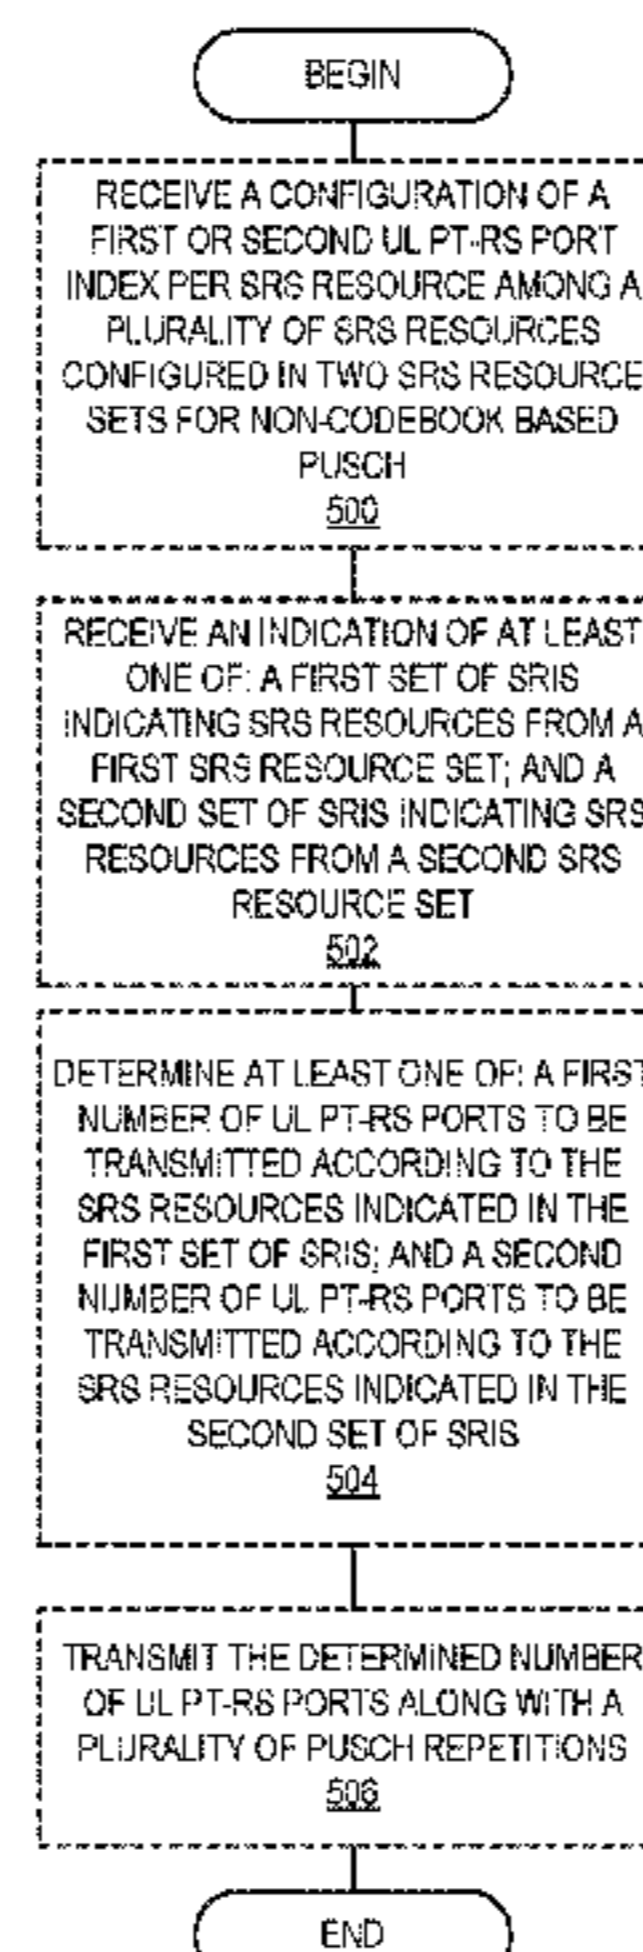 BEGIN
RECEIVE A CONFIGURATION OF A
FIRST OR SECOND UL PT-RS PORT
INDEX PER SRS RESOURCE AMONG A
PLURALITY OF SRS RESOURCES
CONFIGURED IN TWO SRS RESOURCE
SETS FOR NON-CODEBOOK BASED
PUSCH
500
RECEIVE AN INDICATION OF AT LEAST
ONE OF: A FIRST SET OF SRIS
INDICATING SRS RESOURCES FROM A
FIRST SRS RESOURCE SET; AND A
SECOND SET OF SRIS INDICATING SRS
RESOURCES FROM A SECOND SRS
RESOURCE SET
502
DETERMINE AT LEAST ONE OF: A FIRST
NUMBER OF UL PT-RS PORTS TO BE
TRANSMITTED ACCORDING TO THE
SRS RESOURCES INDICATED IN THE
FIRST SET OF SRIS; AND A SECOND
NUMBER OF UL PT-RS PORTS TO BE
TRANSMITTED ACCORDING TO THE
SRS RESOURCES INDICATED IN THE
SECOND SET OF SRIS
504
TRANSMIT THE DETERMINED NUMBER
OF UL PT-RS PORTS ALONG WITH A
PLURALITY OF PUSCH REPETITIONS
506
END